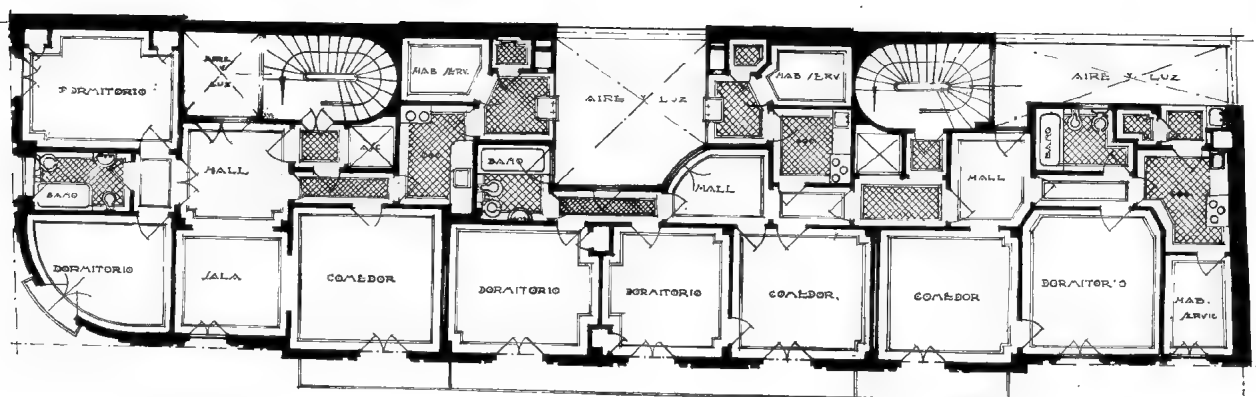 DORMITORIO
AIRE Y LUZ
HAB. SERV.
AIRE Y LUZ
HAB. SERV.
AIRE Y LUZ
BAÑO
HALL
ASC
BAÑO
HALL
HALL
BAÑO
DORMITORIO
SALA
COMEDOR
DORMITORIO
DORMITORIO
COMEDOR.
COMEDOR
DORMITORIO
HAB. SERVIC